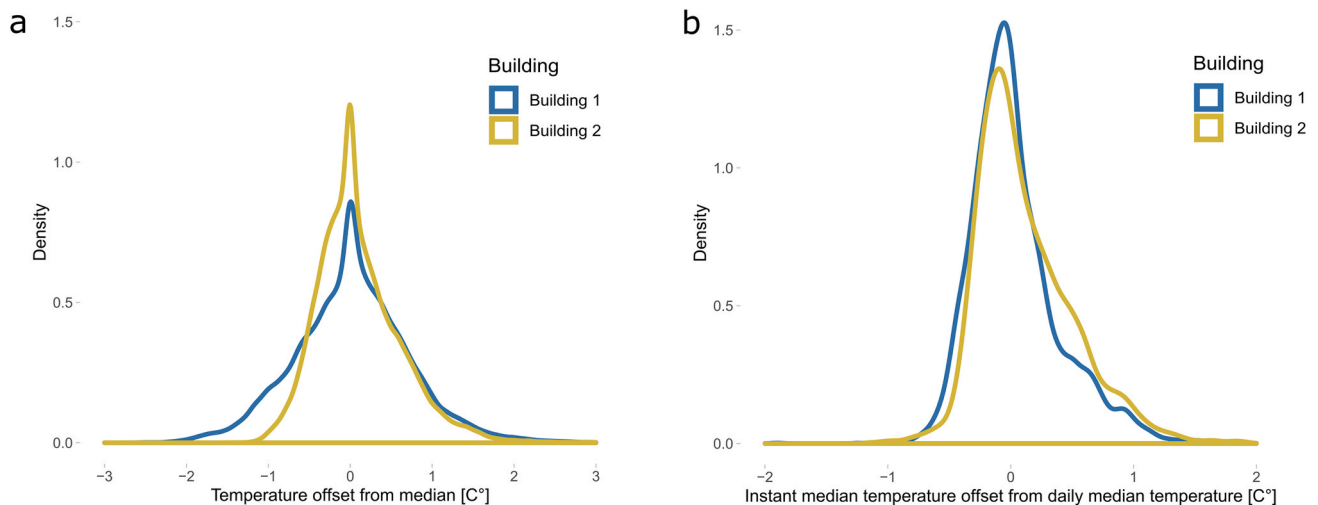 a
1.5
1.0
0.5
0.0
Density
−3 −2 −1 0 1 2 3
Temperature offset from median [C°]
Building
Building 1
Building 2
b
1.5
1.0
0.5
0.0
Density
−2 −1 0 1 2
Instant median temperature offset from daily median temperature [C°]
Building
Building 1
Building 2